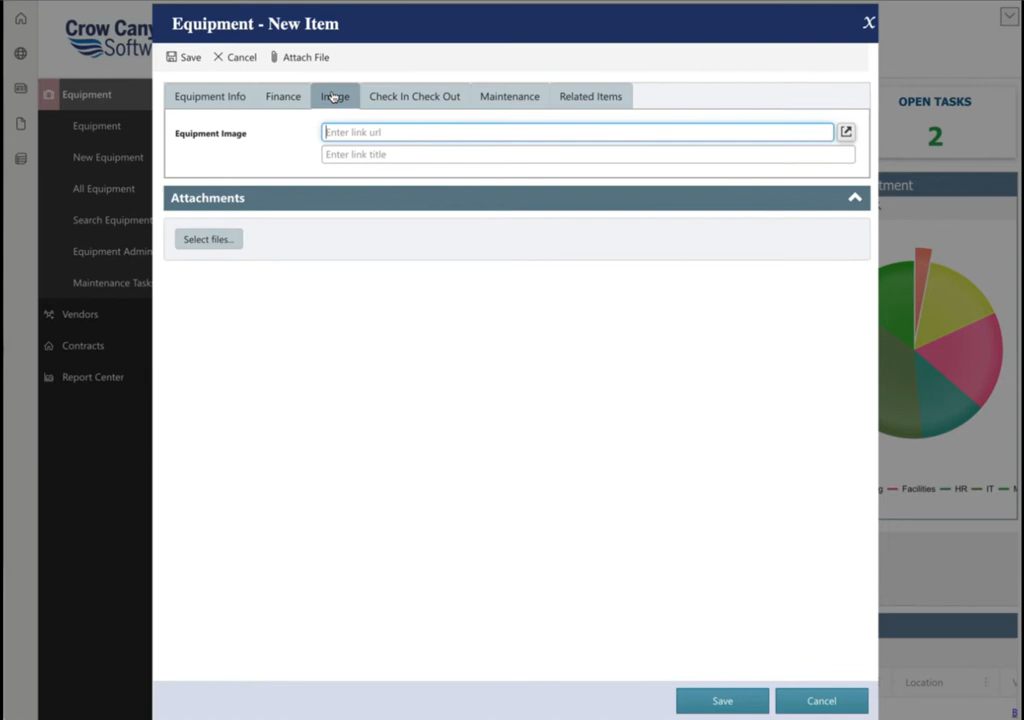 Crow Cany
Softw
Equipment - New Item
X
Save
Cancel
Attach File
Equipment
Equipment
New Equipment
All Equipment
Search Equipment
Equipment Admin
Maintenance Task
Vendors
Contracts
Report Center
Equipment Info
Finance
Image
Check In Check Out
Maintenance
Related Items
Equipment Image
Enter link url
Enter link title
Attachments
Select files...
OPEN TASKS
2
tment
g
Facilities
HR
IT
M
Location
B
Save
Cancel